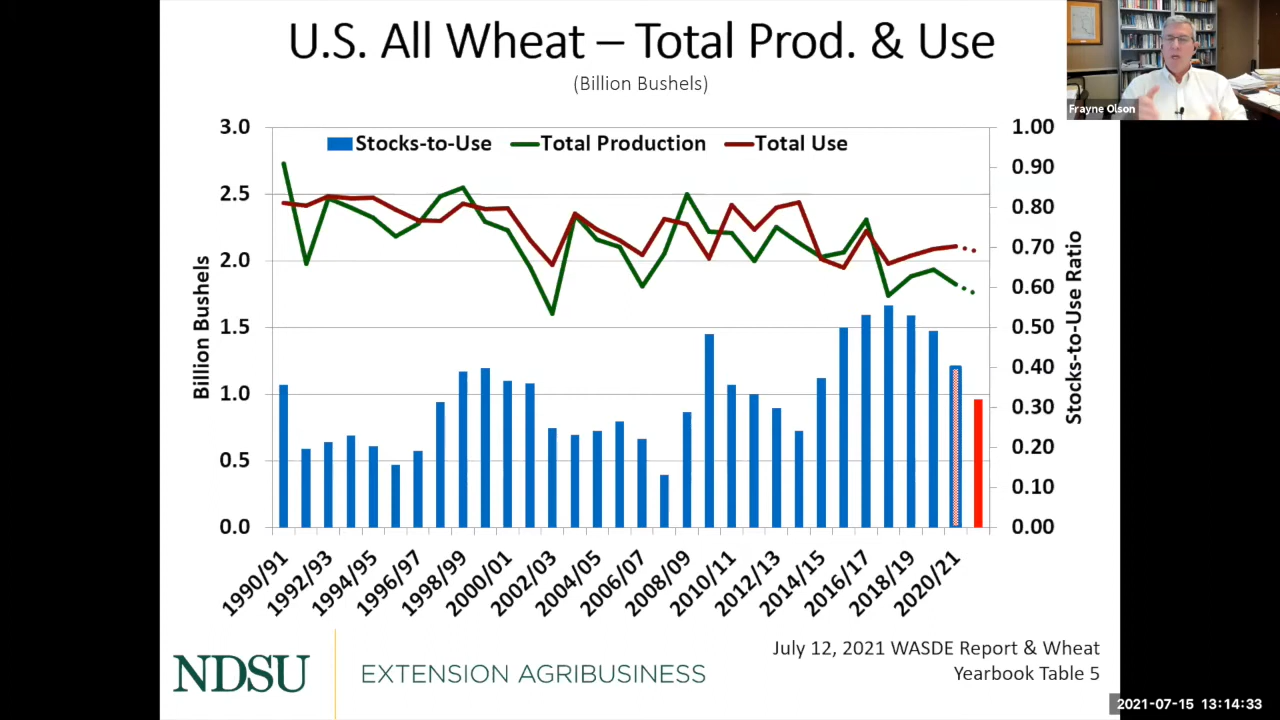 U.S. All Wheat – Total Prod. & Use
(Billion Bushels)
Frayne Olson
Stocks-to-Use
Total Production
Total Use
Billion Bushels
3.0
2.5
2.0
1.5
1.0
0.5
0.0
Stocks-to-Use Ratio
1.00
0.90
0.80
0.70
0.60
0.50
0.40
0.30
0.20
0.10
0.00
1990/91
1992/93
1994/95
1996/97
1998/99
2000/01
2002/03
2004/05
2006/07
2008/09
2010/11
2012/13
2014/15
2016/17
2018/19
2020/21
NDSU
EXTENSION AGRIBUSINESS
July 12, 2021 WASDE Report & Wheat
Yearbook Table 5
2021-07-15 13:14:33